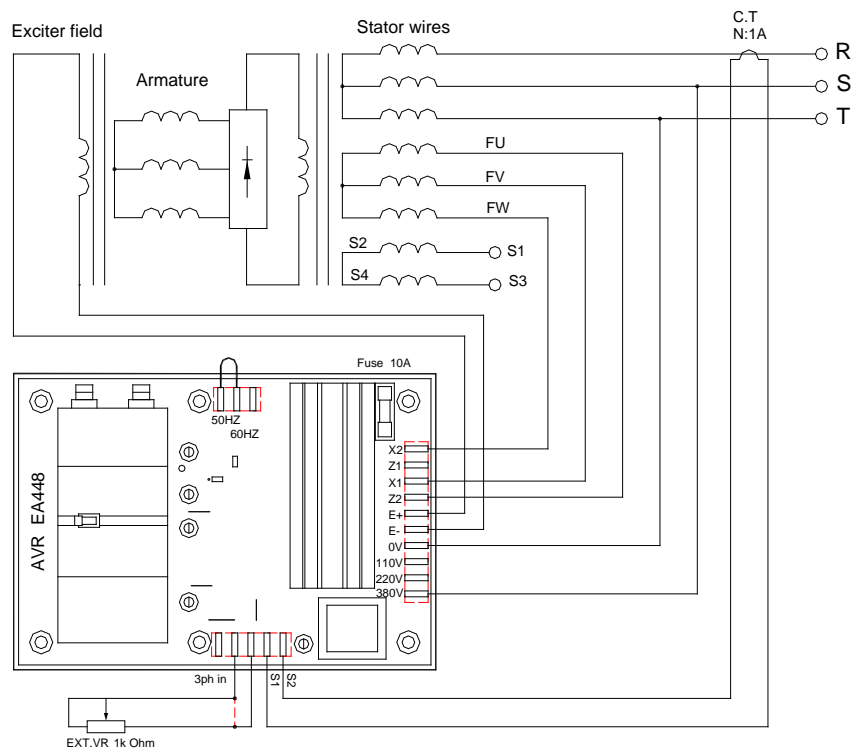 C.T
N:1A
Exciter field
Stator wires
R
Armature
S
T
FU
FV
FW
S2
S1
S4
S3
Fuse 10A
50HZ
60HZ
X2
Z1
X1
Z2
E+
E-
0V
110V
220V
380V
AVR EA448
3ph in
S1
S2
EXT.VR 1k Ohm